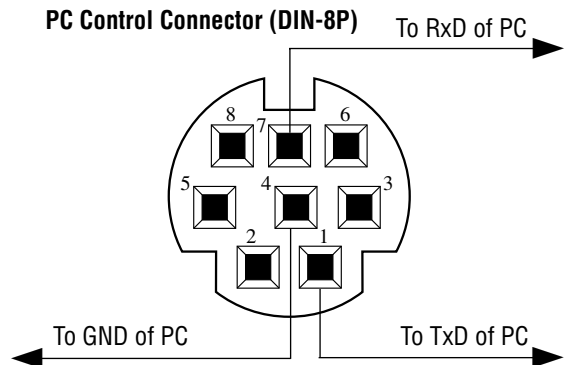 PC Control Connector (DIN-8P)
To RxD of PC
8 7 6
5 4 3
2 1
To GND of PC
To TxD of PC